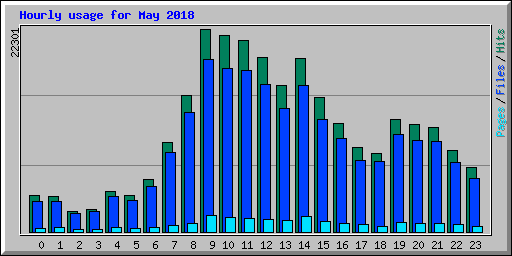 Hourly usage for May 2018
22301
Pages/Files/Hits
0 1 2 3 4 5 6 7 8 9 10 11 12 13 14 15 16 17 18 19 20 21 22 23